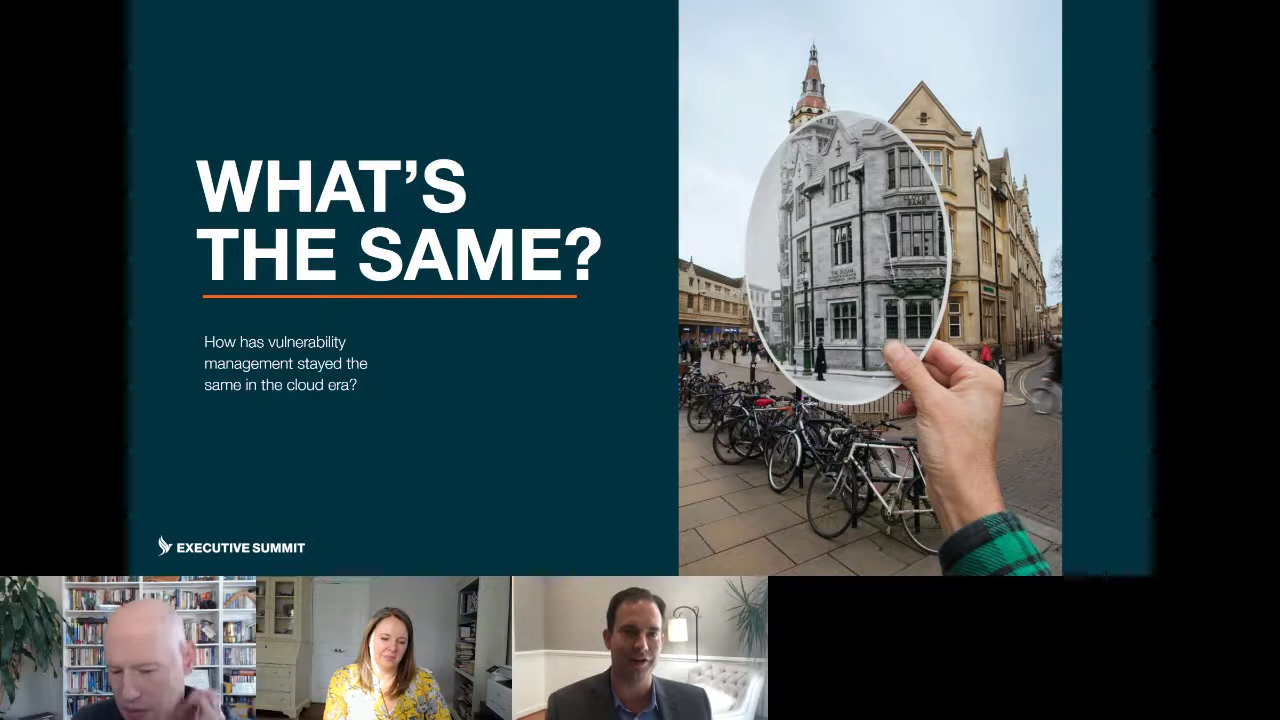 WHAT'S
THE SAME?
How has vulnerability
management stayed the
same in the cloud era?
EXECUTIVE SUMMIT